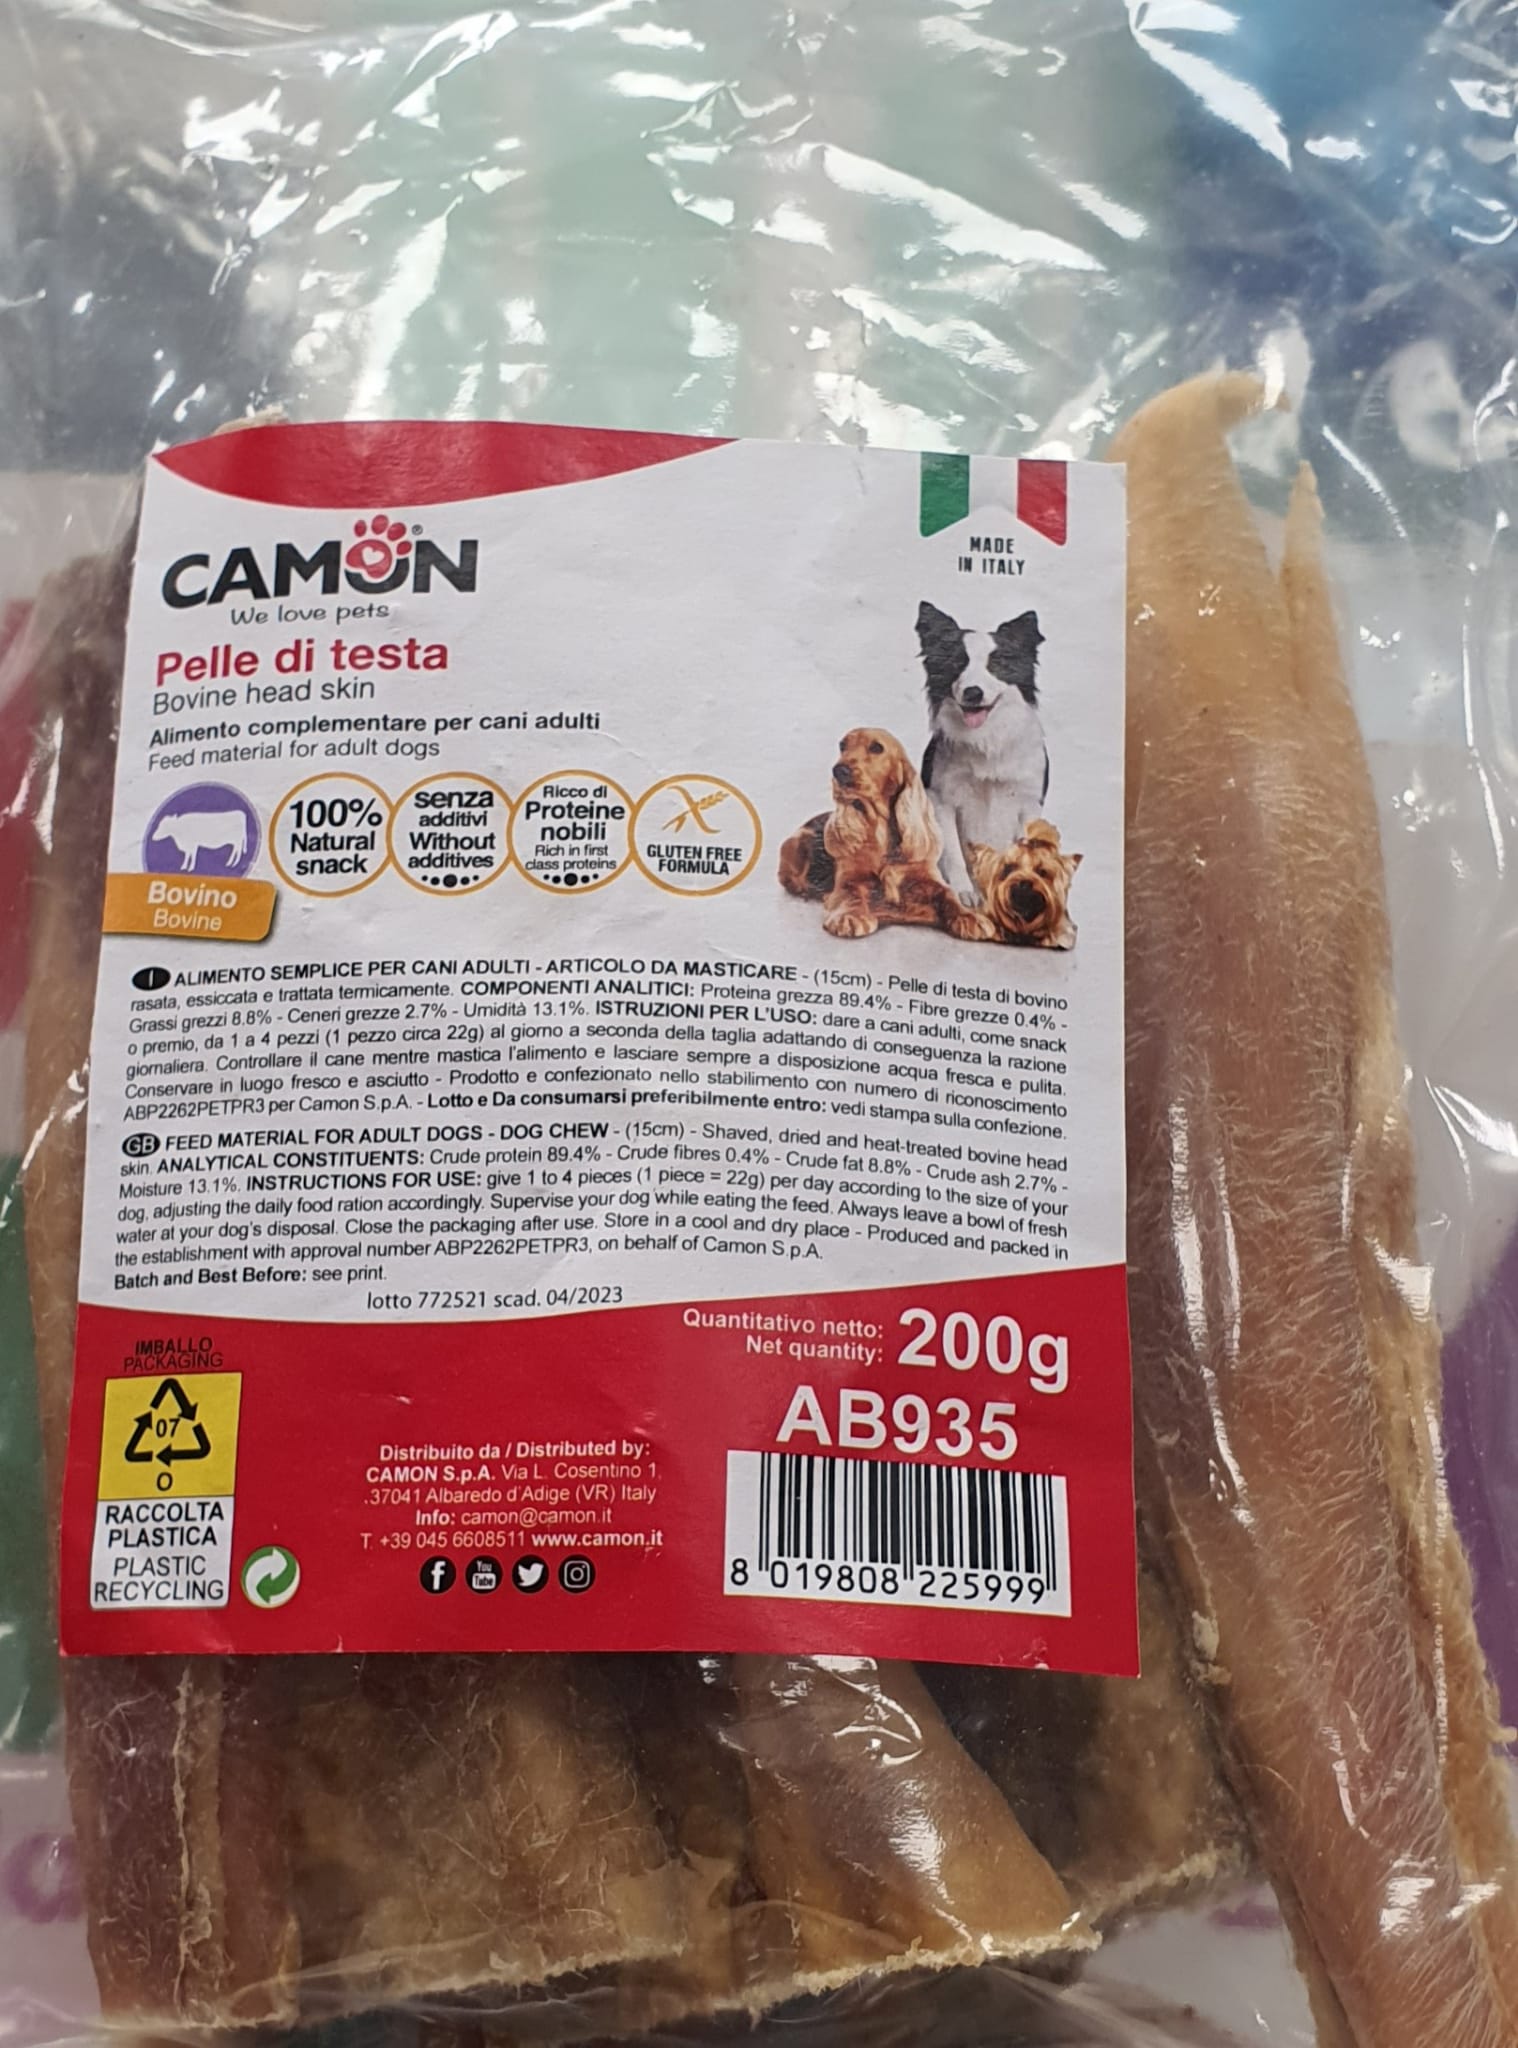 CAMON®
We love pets
MADE
IN ITALY
Pelle di testa
Bovine head skin
Alimento complementare per cani adulti
Feed material for adult dogs
Bovino
Bovine
100%
Natural
snack
senza
additivi
Without
additives
Ricco di
Proteine
nobili
Rich in first
class proteins
GLUTEN FREE
FORMULA
I ALIMENTO SEMPLICE PER CANI ADULTI - ARTICOLO DA MASTICARE - (15cm) - Pelle di testa di bovino
rasata, essiccata e trattata termicamente. COMPONENTI ANALITICI: Proteina grezza 89.4% - Fibre grezze 0.4% -
Grassi grezzi 8.8% - Ceneri grezze 2.7% - Umidità 13.1%. ISTRUZIONI PER L'USO: dare a cani adulti, come snack
o premio, da 1 a 4 pezzi (1 pezzo circa 22g) al giorno a seconda della taglia adattando di conseguenza la razione
giornaliera. Controllare il cane mentre mastica l'alimento e lasciare sempre a disposizione acqua fresca e pulita.
Conservare in luogo fresco e asciutto - Prodotto e confezionato nello stabilimento con numero di riconoscimento
ABP2262PETPR3 per Camon S.p.A. - Lotto e Da consumarsi preferibilmente entro: vedi stampa sulla confezione.
GB FEED MATERIAL FOR ADULT DOGS - DOG CHEW - (15cm) - Shaved, dried and heat-treated bovine head
skin. ANALYTICAL CONSTITUENTS: Crude protein 89.4% - Crude fibres 0.4% - Crude fat 8.8% - Crude ash 2.7% -
Moisture 13.1%. INSTRUCTIONS FOR USE: give 1 to 4 pieces (1 piece = 22g) per day according to the size of your
dog, adjusting the daily food ration accordingly. Supervise your dog while eating the feed. Always leave a bowl of fresh
water at your dog's disposal. Close the packaging after use. Store in a cool and dry place - Produced and packed in
the establishment with approval number ABP2262PETPR3, on behalf of Camon S.p.A.
Batch and Best Before: see print.
lotto 772521 scad. 04/2023
Quantitativo netto:
Net quantity:
200g
AB935
IMBALLO
PACKAGING
07
O
RACCOLTA
PLASTICA
PLASTIC
RECYCLING
Distribuito da / Distributed by:
CAMON S.p.A. Via L. Cosentino 1,
37041 Albaredo d'Adige (VR) Italy
Info: camon@camon.it
T. +39 045 6608511 www.camon.it
f You
Tube
8 019808 225999